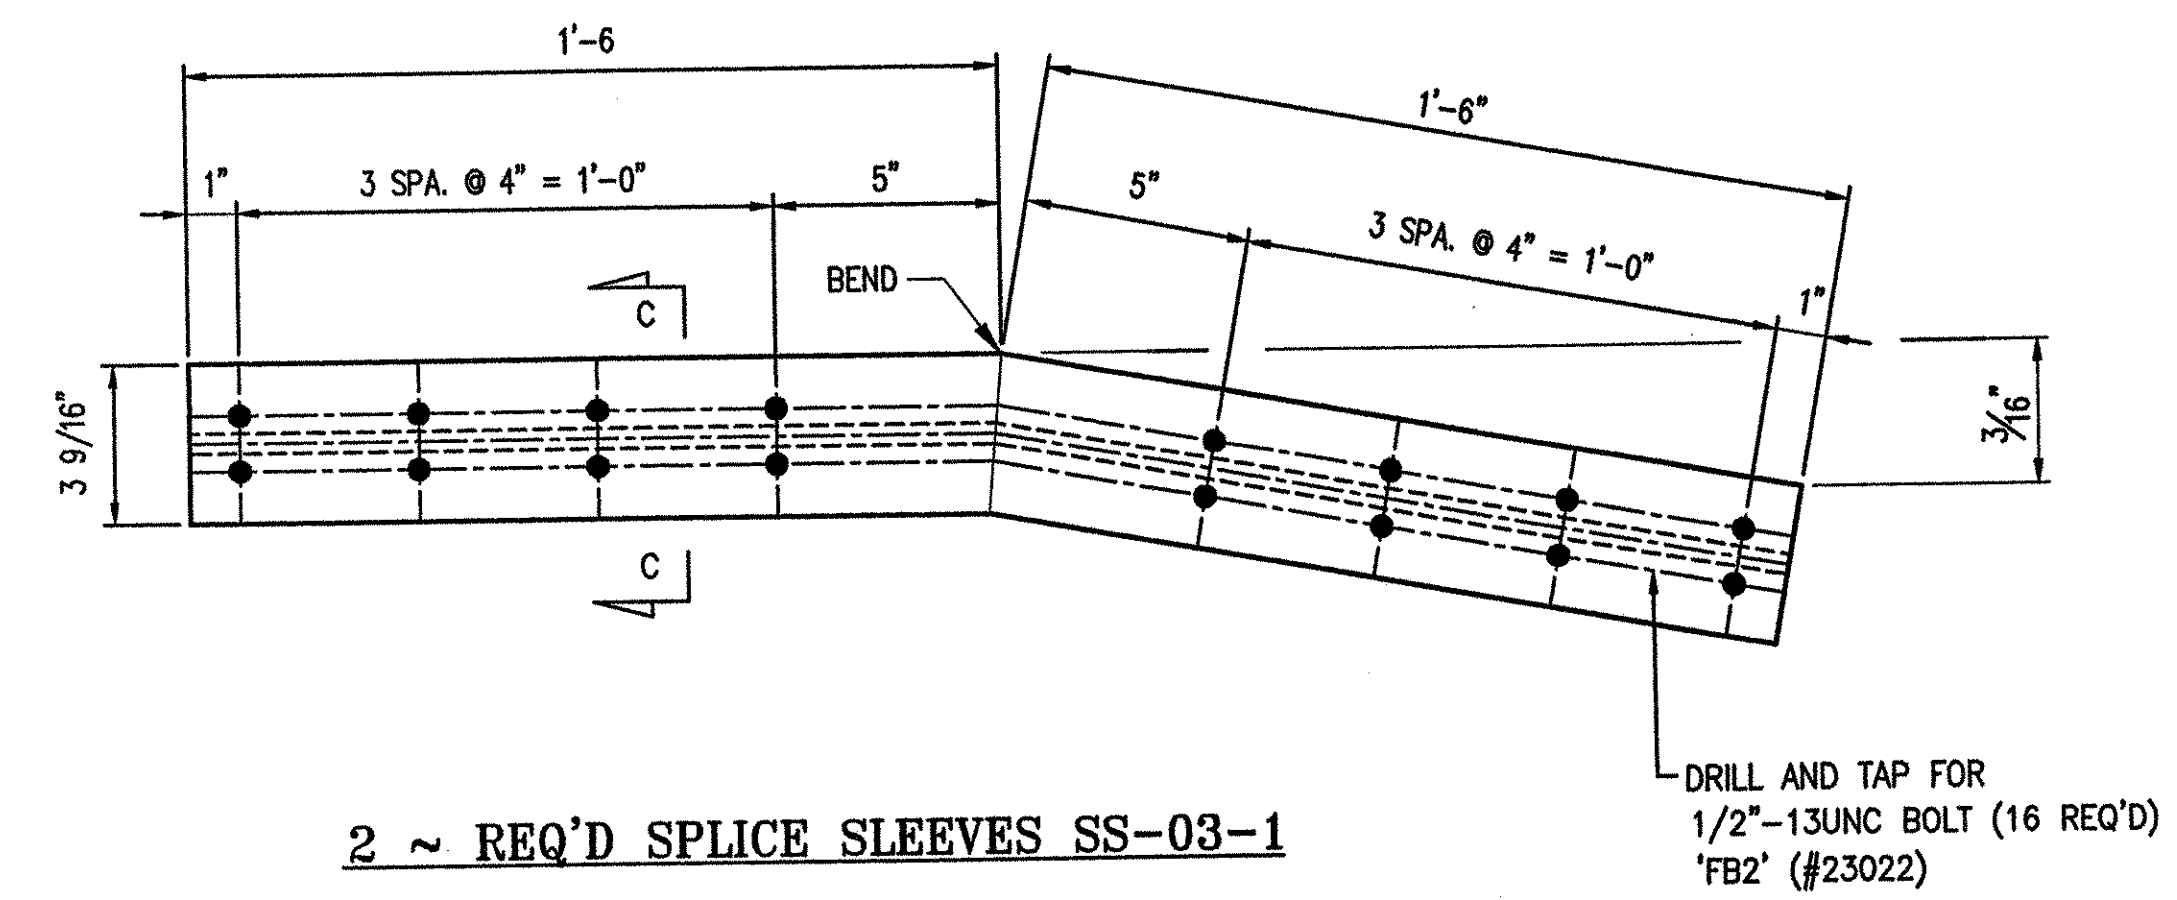 1'-6
1'-6"
1"
3 SPA. @ 4" = 1'-0"
5"
5"
3 SPA. @ 4" = 1'-0"
1"
BEND
C
3 9/16"
3/16"
C
DRILL AND TAP FOR
1/2"-13UNC BOLT (16 REQ'D)
'FB2' (#23022)
2 ~ REQ'D SPLICE SLEEVES SS-03-1